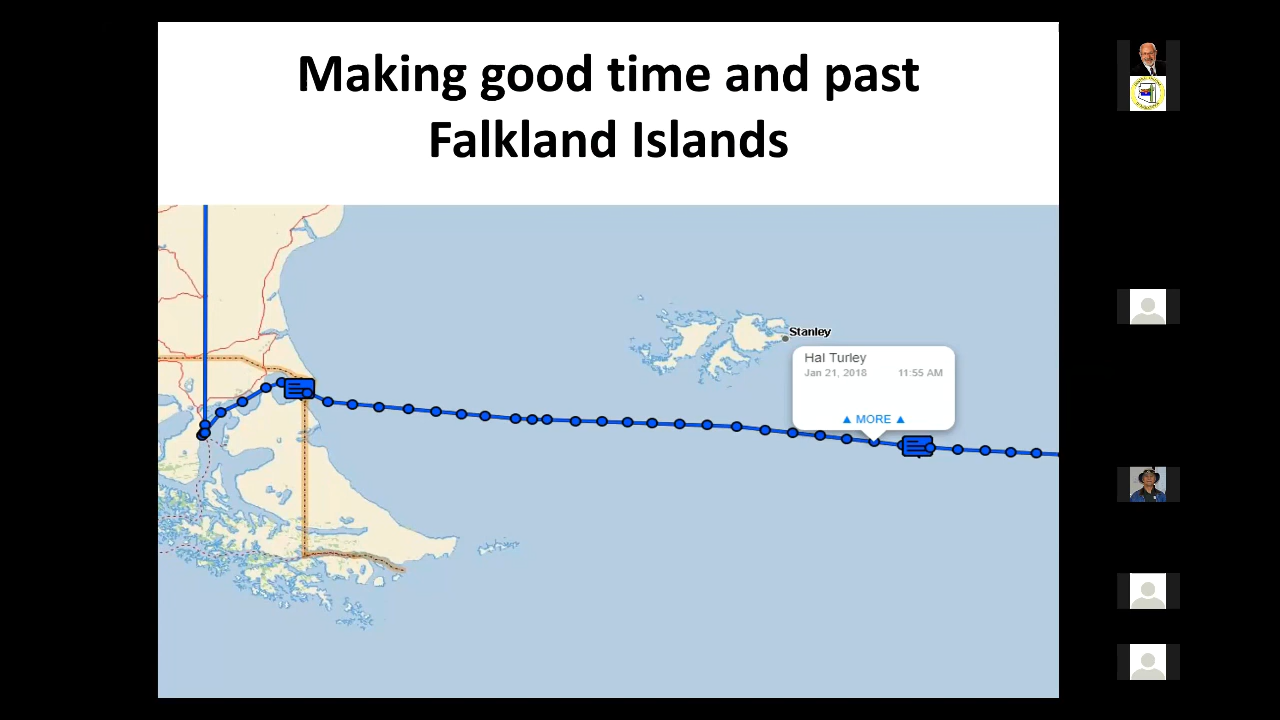 Making good time and past
Falkland Islands
Stanley
Hal Turley
Jan 21, 2018 11:55 AM
▲ MORE ▲